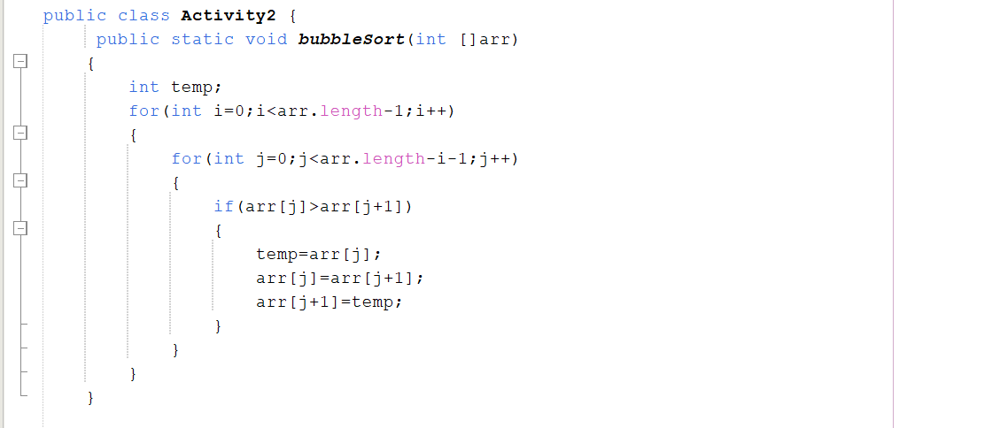 public class Activity2 {
public static void bubbleSort(int []arr)
{
int temp;
for(int i=0;i<arr.length-1;i++)
{
for(int j=0;j<arr.length-i-1;j++)
{
if(arr[j]>arr[j+1])
{
temp=arr[j];
arr[j]=arr[j+1];
arr[j+1]=temp;
}
}
}
}